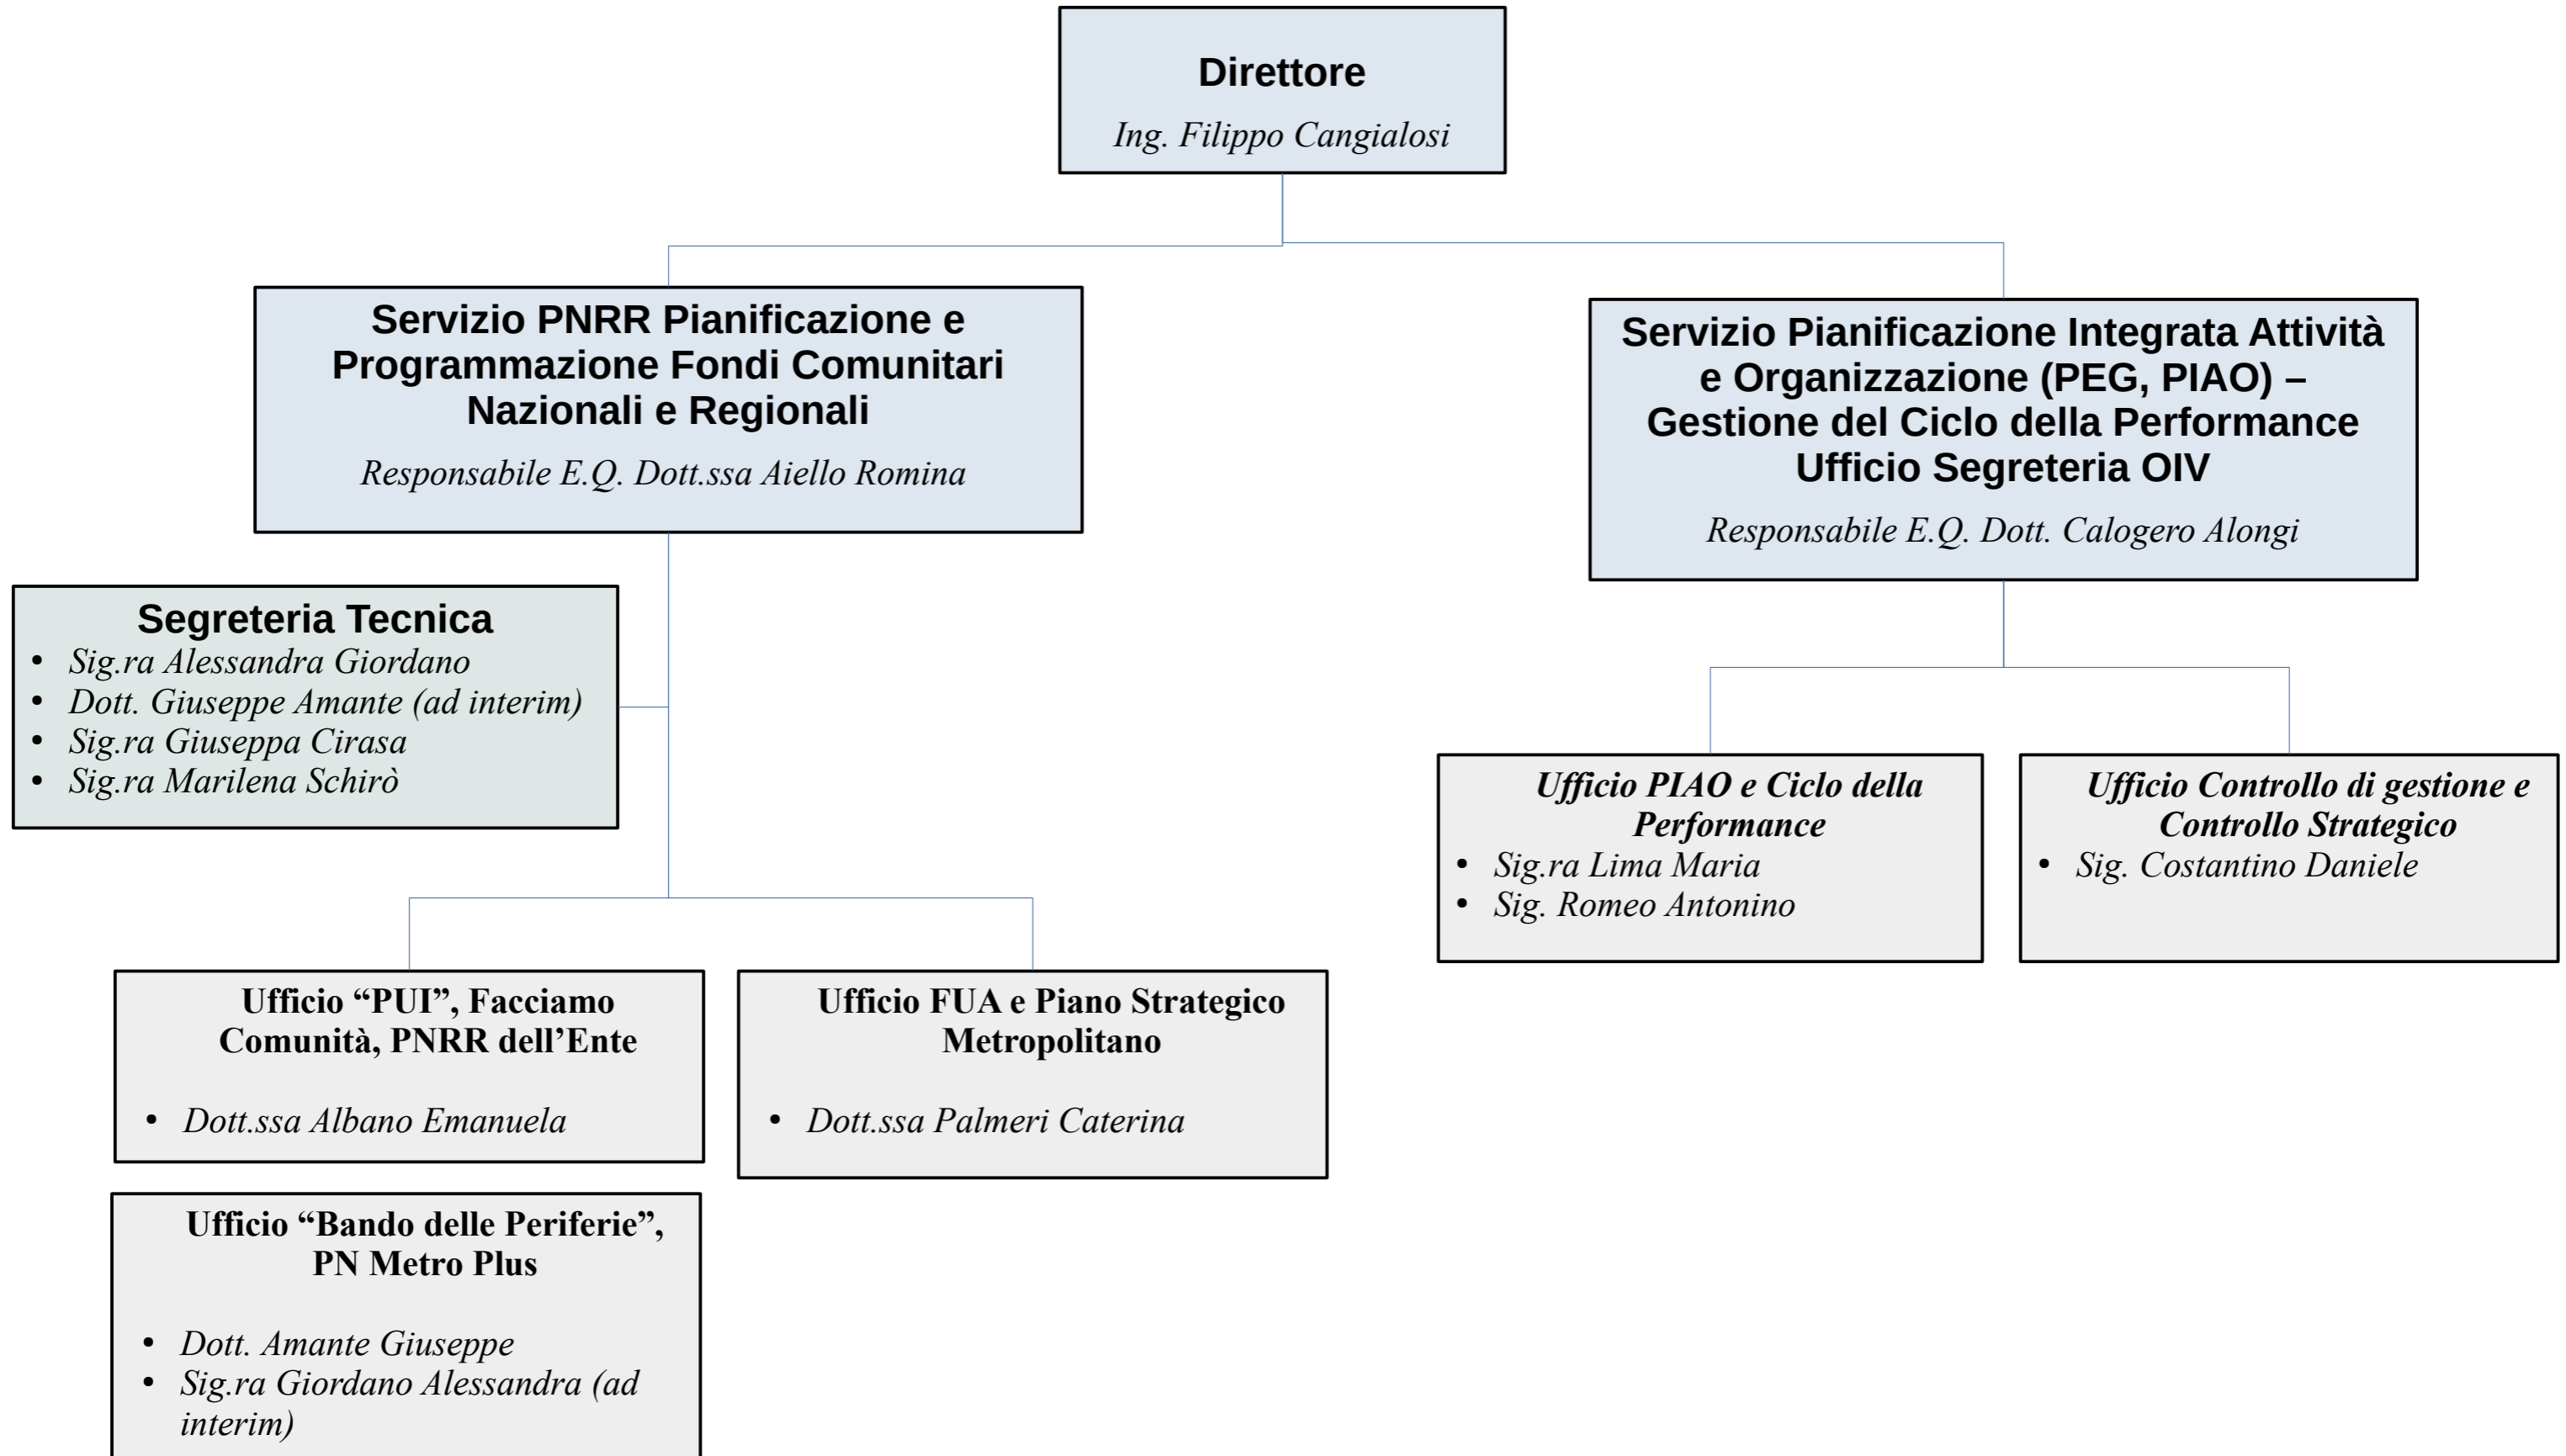 Direttore
Ing. Filippo Cangialosi
Servizio PNRR Pianificazione e
Programmazione Fondi Comunitari
Nazionali e Regionali
Responsabile E.Q. Dott.ssa Aiello Romina
Servizio Pianificazione Integrata Attività
e Organizzazione (PEG, PIAO) –
Gestione del Ciclo della Performance
Ufficio Segreteria OIV
Responsabile E.Q. Dott. Calogero Alongi
Segreteria Tecnica
• Sig.ra Alessandra Giordano
• Dott. Giuseppe Amante (ad interim)
• Sig.ra Giuseppa Cirasa
• Sig.ra Marilena Schirò
Ufficio PIAO e Ciclo della
Performance
• Sig.ra Lima Maria
• Sig. Romeo Antonino
Ufficio Controllo di gestione e
Controllo Strategico
• Sig. Costantino Daniele
Ufficio “PUI”, Facciamo
Comunità, PNRR dell’Ente
• Dott.ssa Albano Emanuela
Ufficio FUA e Piano Strategico
Metropolitano
• Dott.ssa Palmeri Caterina
Ufficio “Bando delle Periferie”,
PN Metro Plus
• Dott. Amante Giuseppe
• Sig.ra Giordano Alessandra (ad
interim)